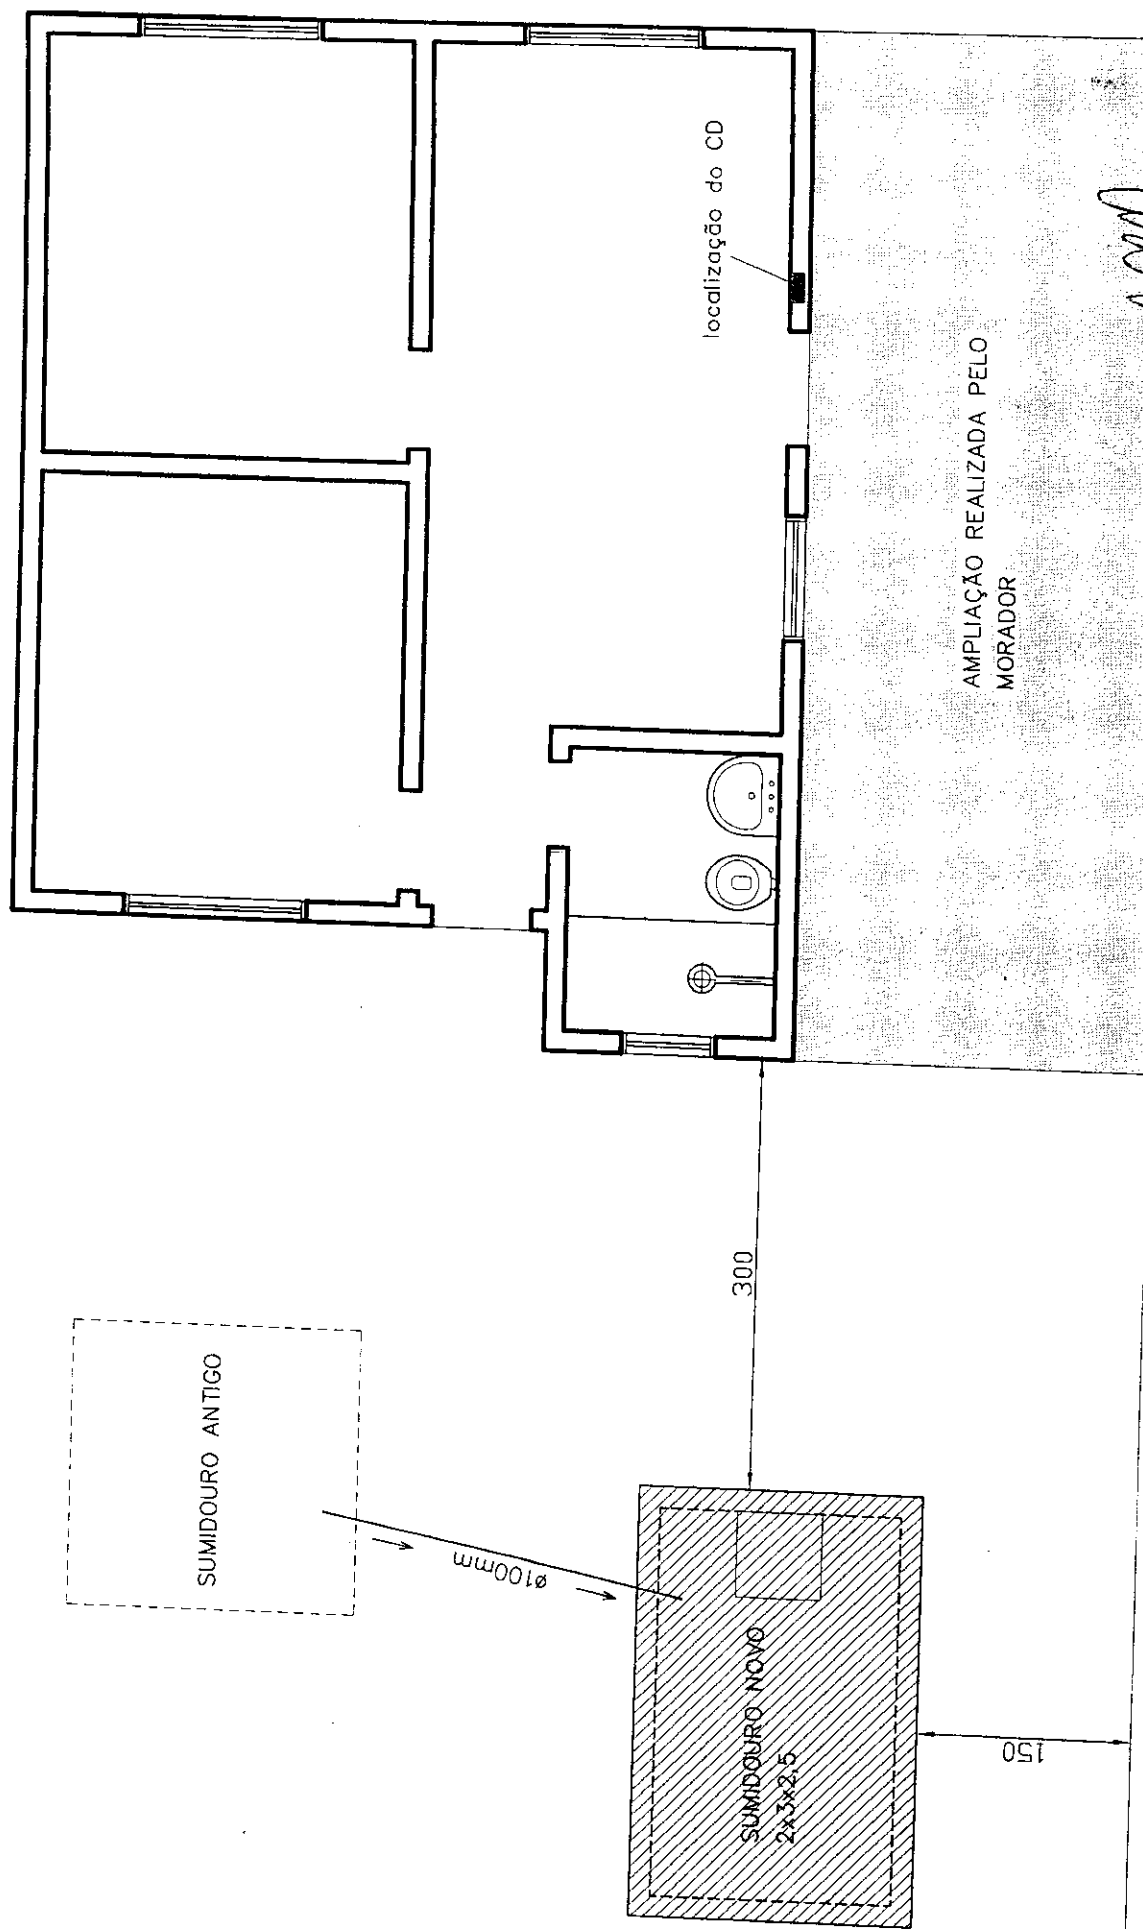 localização do CD
AMPLIAÇÃO REALIZADA PELO
MORADOR
300
SUMIDOURO ANTIGO
ø100mm
SUMIDOURO NOVO
2x3x2,5
150